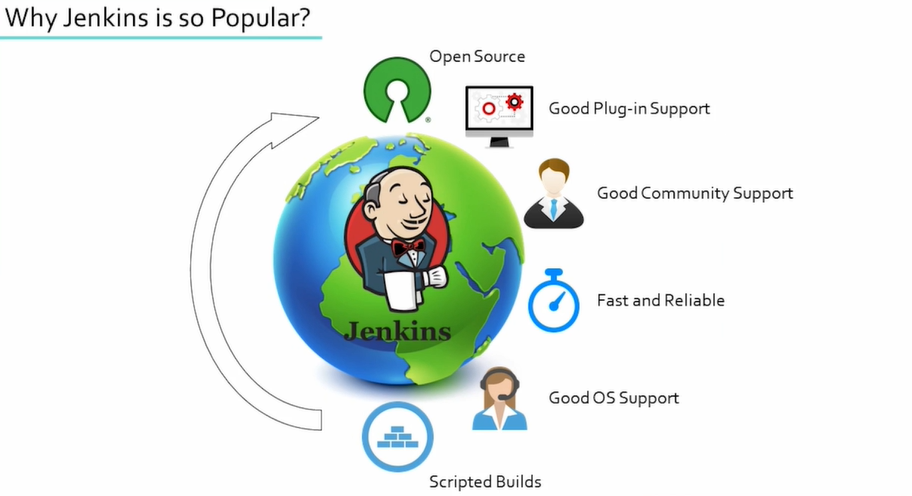 Why Jenkins is so Popular?
Open Source
Good Plug-in Support
Good Community Support
Fast and Reliable
Jenkins
Good OS Support
Scripted Builds